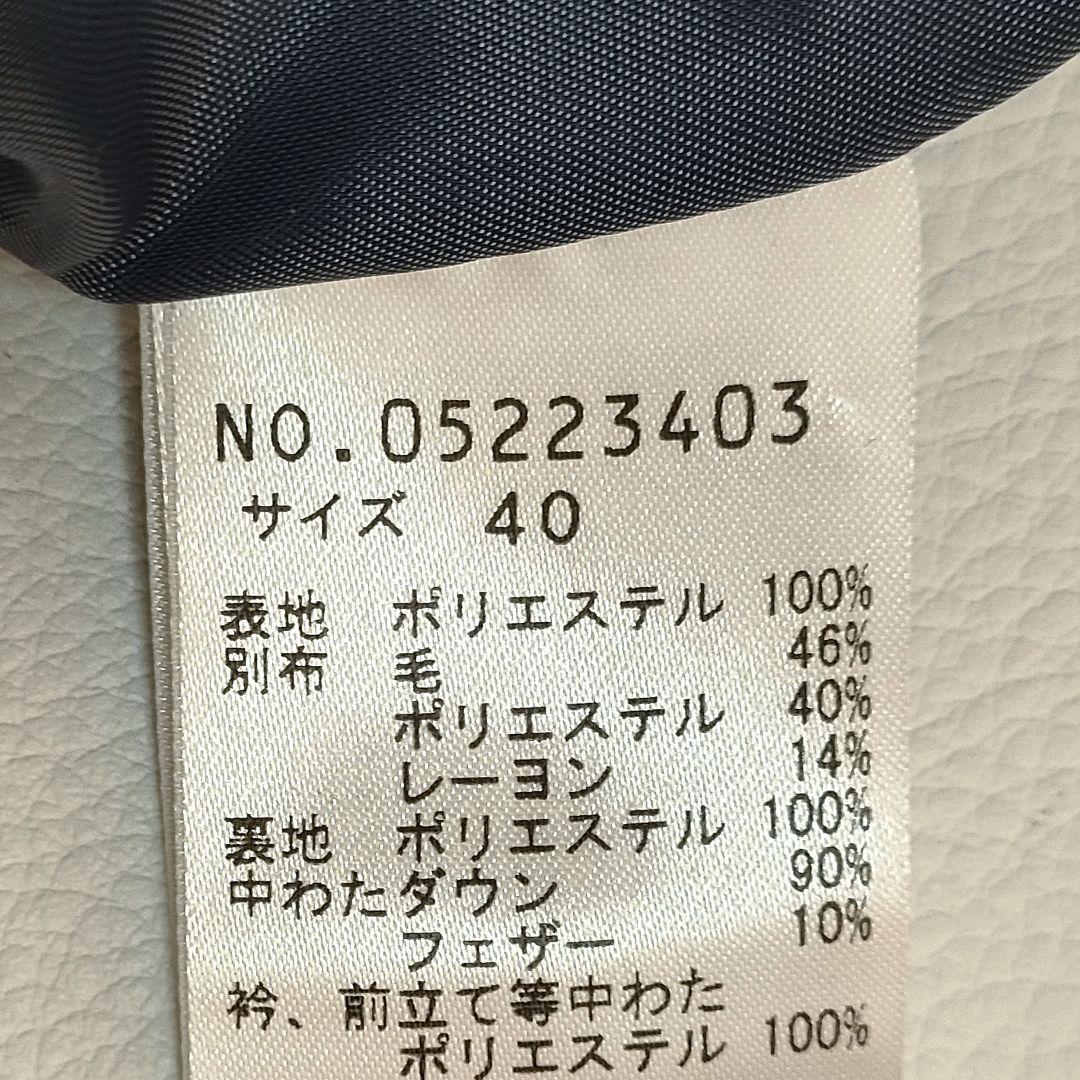 NO.05223403
サイズ 40
表地 ポリエステル 100%
別布 毛 46%
ポリエステル 40%
レーヨン 14%
裏地 ポリエステル 100%
中わた ダウン 90%
フェザー 10%
衿、前立て等中わた
ポリエステル 100%